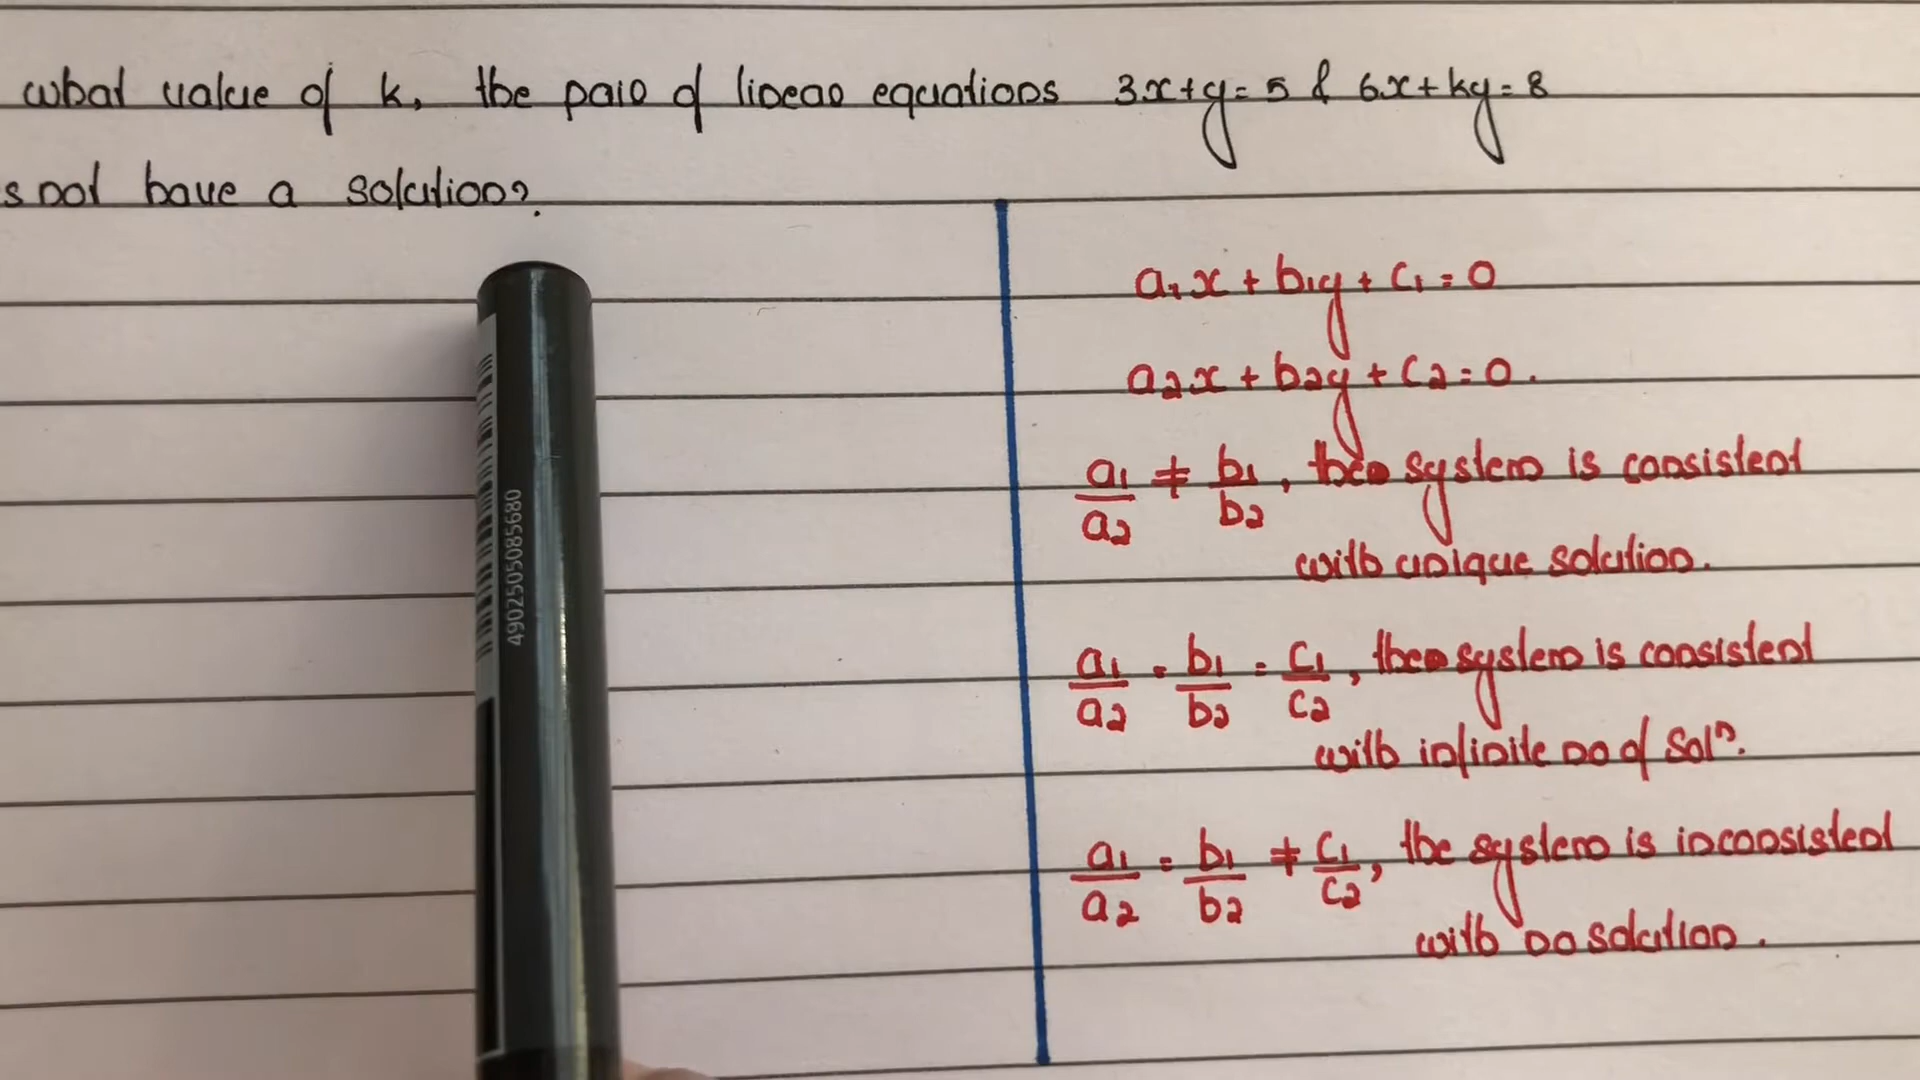 what value of k, the pair of linear equations 3x+y=5 & 6x+ky=8
s not have a solution?
a₁x + b₁y + c₁ = 0
a₂x + b₂y + c₂ = 0.
a₁/a₂ ≠ b₁/b₂, the system is consistent
with unique solution.
a₁/a₂ = b₁/b₂ = c₁/c₂, the system is consistent
with infinite no of solⁿ.
a₁/a₂ = b₁/b₂ ≠ c₁/c₂, the system is inconsistent
with no solution.
4902505085680